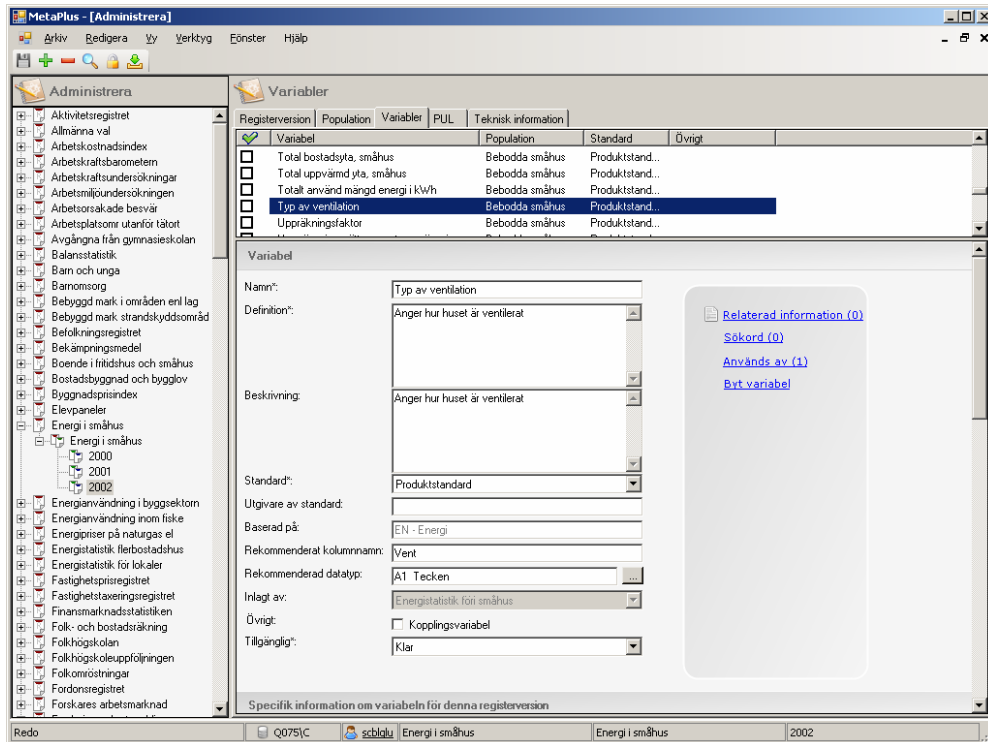 MetaPlus - [Administrera]
Arkiv Redigera Vy Verktyg Fönster Hjälp
Administrera
Aktivitetsregistret
Allmänna val
Arbetskostnadsindex
Arbetskraftsbarometern
Arbetskraftsundersökningar
Arbetsmiljöundersökningen
Arbetsorsakade besvär
Arbetsplatsomr utanför tätort
Avgångna från gymnasieskolan
Balansstatistik
Barn och unga
Barnomsorg
Bebyggd mark i områden enl lag
Bebyggd mark strandskyddsområd
Befolkningsregistret
Bekämpningsmedel
Boende i fritidshus och småhus
Bostadsbyggnad och bygglov
Byggnadsprisindex
Elevpaneler
Energi i småhus
Energi i småhus
2000
2001
2002
Energianvändning i byggsektorn
Energianvändning inom fiske
Energipriser på naturgas el
Energistatistik flerbostadshus
Energistatistik för lokaler
Fastighetsprisregistret
Fastighetstaxeringsregistret
Finansmarknadsstatistiken
Folk- och bostadsräkning
Folkhögskolan
Folkhögskoleuppföljningen
Folkomröstningar
Fordonsregistret
Forskares arbetsmarknad
Variabler
Registerversion Population Variabler PUL Teknisk information
Variabel Population Standard Övrigt
Total bostadsyta, småhus Bebodda småhus Produktstand...
Total uppvärmd yta, småhus Bebodda småhus Produktstand...
Totalt använd mängd energi i kWh Bebodda småhus Produktstand...
Typ av ventilation Bebodda småhus Produktstand...
Uppräkningsfaktor Bebodda småhus Produktstand...
Variabel
Namn*: Typ av ventilation
Definition*: Anger hur huset är ventilerat
Beskrivning: Anger hur huset är ventilerat
Standard*: Produktstandard
Utgivare av standard:
Baserad på: EN - Energi
Rekommenderat kolumnnamn: Vent
Rekommenderad datatyp: A1 Tecken ...
Inlagt av: Energistatistik föri småhus
Övrigt: Kopplingsvariabel
Tillgänglig*: Klar
Relaterad information (0)
Sökord (0)
Används av (1)
Byt variabel
Specifik information om variabeln för denna registerversion
Redo Q075\C scblglu Energi i småhus Energi i småhus 2002